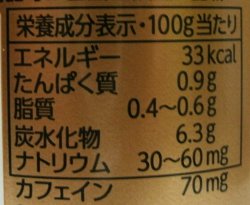 栄養成分表示・100g当たり
エネルギー 33kcal
たんぱく質 0.9g
脂質 0.4～0.6g
炭水化物 6.3g
ナトリウム 30～60mg
カフェイン 70mg